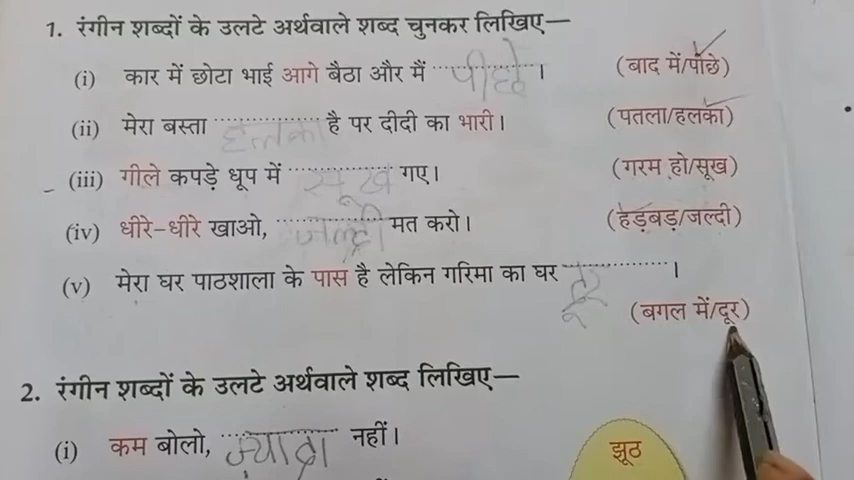 1. रंगीन शब्दों के उलटे अर्थवाले शब्द चुनकर लिखिए—
(i) कार में छोटा भाई आगे बैठा और मैं पीछे । (बाद में/पीछे)
(ii) मेरा बस्ता हलका है पर दीदी का भारी। (पतला/हलका)
(iii) गीले कपड़े धूप में सूख गए। (गरम हो/सूख)
(iv) धीरे-धीरे खाओ, जल्दी मत करो। (हड़बड़/जल्दी)
(v) मेरा घर पाठशाला के पास है लेकिन गरिमा का घर दूर ।
(बगल में/दूर)
2. रंगीन शब्दों के उलटे अर्थवाले शब्द लिखिए—
(i) कम बोलो, ज़्यादा नहीं।
झूठ